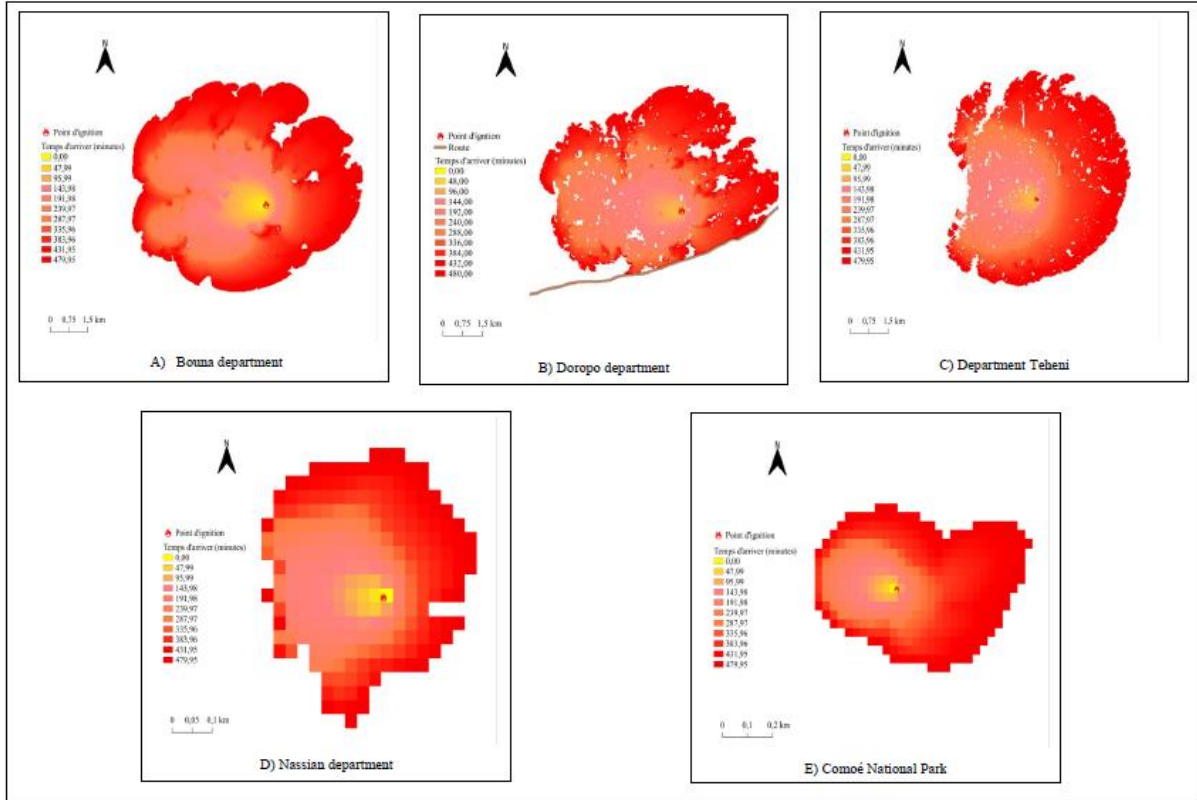 N
Point d'ignition
Temps d'arriver (minutes)
0,00
47,99
95,99
143,98
191,98
239,97
287,97
335,96
383,96
431,95
479,95
0 0,75 1,5 km
A) Bouna department
N
Point d'igntion
Route
Temps d'arriver (minutes)
0,00
48,00
96,00
144,00
192,00
240,00
288,00
336,00
384,00
432,00
480,00
0 0,75 1,5 km
B) Doropo department
N
Point d'ignition
Temps d'arriver (minutes)
0,00
47,99
95,99
143,98
191,98
239,97
287,97
335,96
383,96
431,95
479,95
0 0,75 1,5 km
C) Department Teheni
N
Point d'ignition
Temps d'arriver (minutes)
0,00
47,99
95,99
143,98
191,98
239,97
287,97
335,96
383,96
431,95
479,95
0 0,05 0,1 km
D) Nassian department
N
Point d'ignition
Temps d'arriver (minutes)
0,00
47,99
95,99
143,98
191,98
239,97
287,97
335,96
383,96
431,95
479,95
0 0,1 0,2 km
E) Comoé National Park